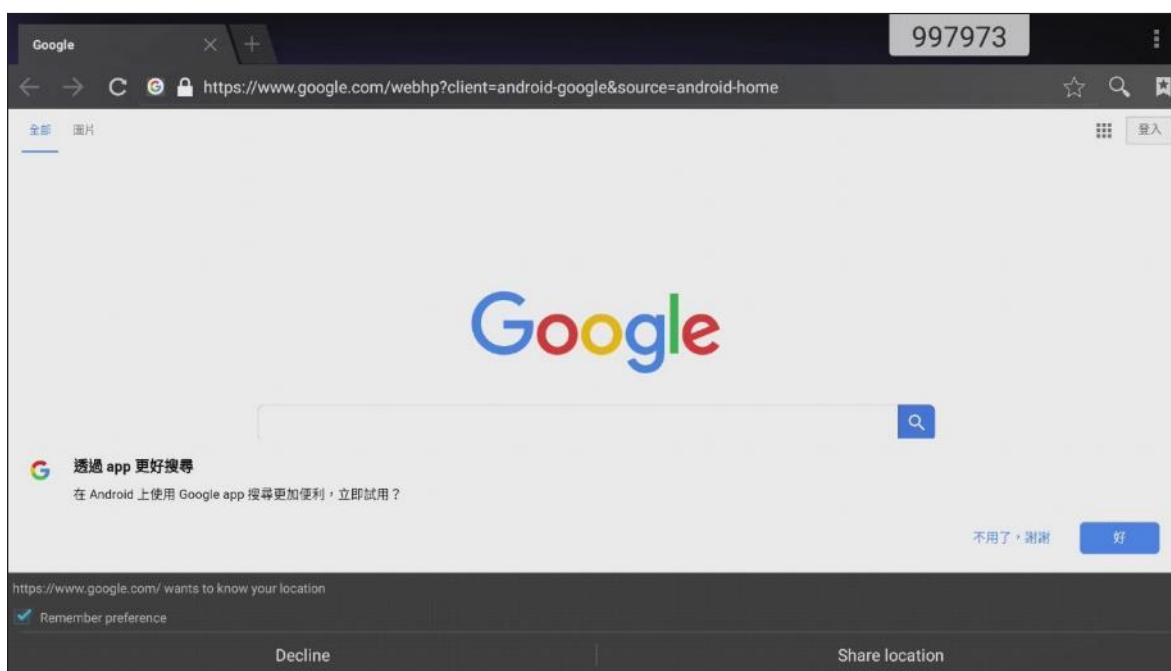 Google
997973
https://www.google.com/webhp?client=android-google&source=android-home
全部 圖片
登入
Google
透過 app 更好搜尋
在 Android 上使用 Google app 搜尋更加便利，立即試用？
不用了，謝謝 好
https://www.google.com/ wants to know your location
Remember preference
Decline Share location